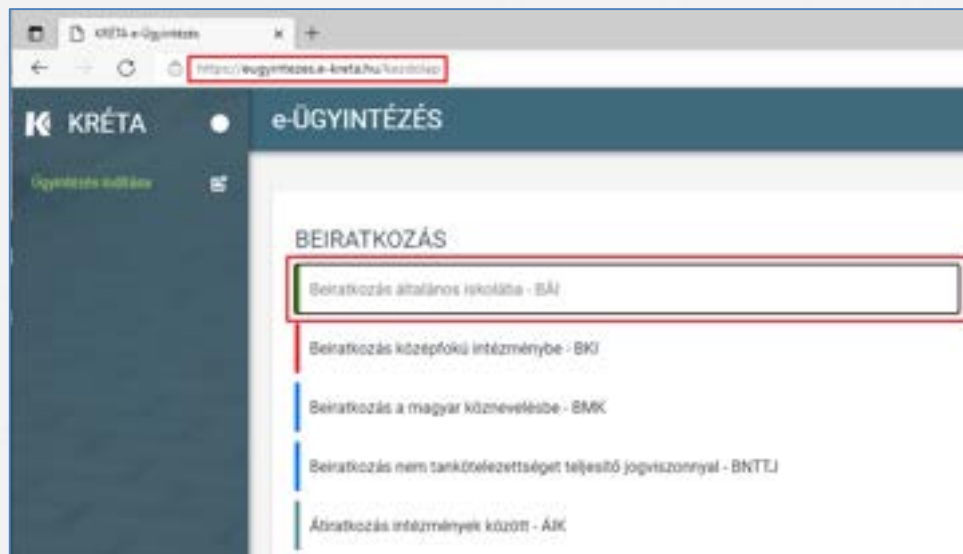 KRÉTA e-Ügyintézés
https://eugyintezes.e-kreta.hu/kezdolap
KRÉTA
e-ÜGYINTÉZÉS
Ügyintézés indítása
BEIRATKOZÁS
Beiratkozás általános iskolába - BÁI
Beiratkozás középfokú intézménybe - BKI
Beiratkozás a magyar köznevelésbe - BMK
Beiratkozás nem tankötelezettséget teljesítő jogviszonnyal - BNTTJ
Átiratkozás intézmények között - ÁIK